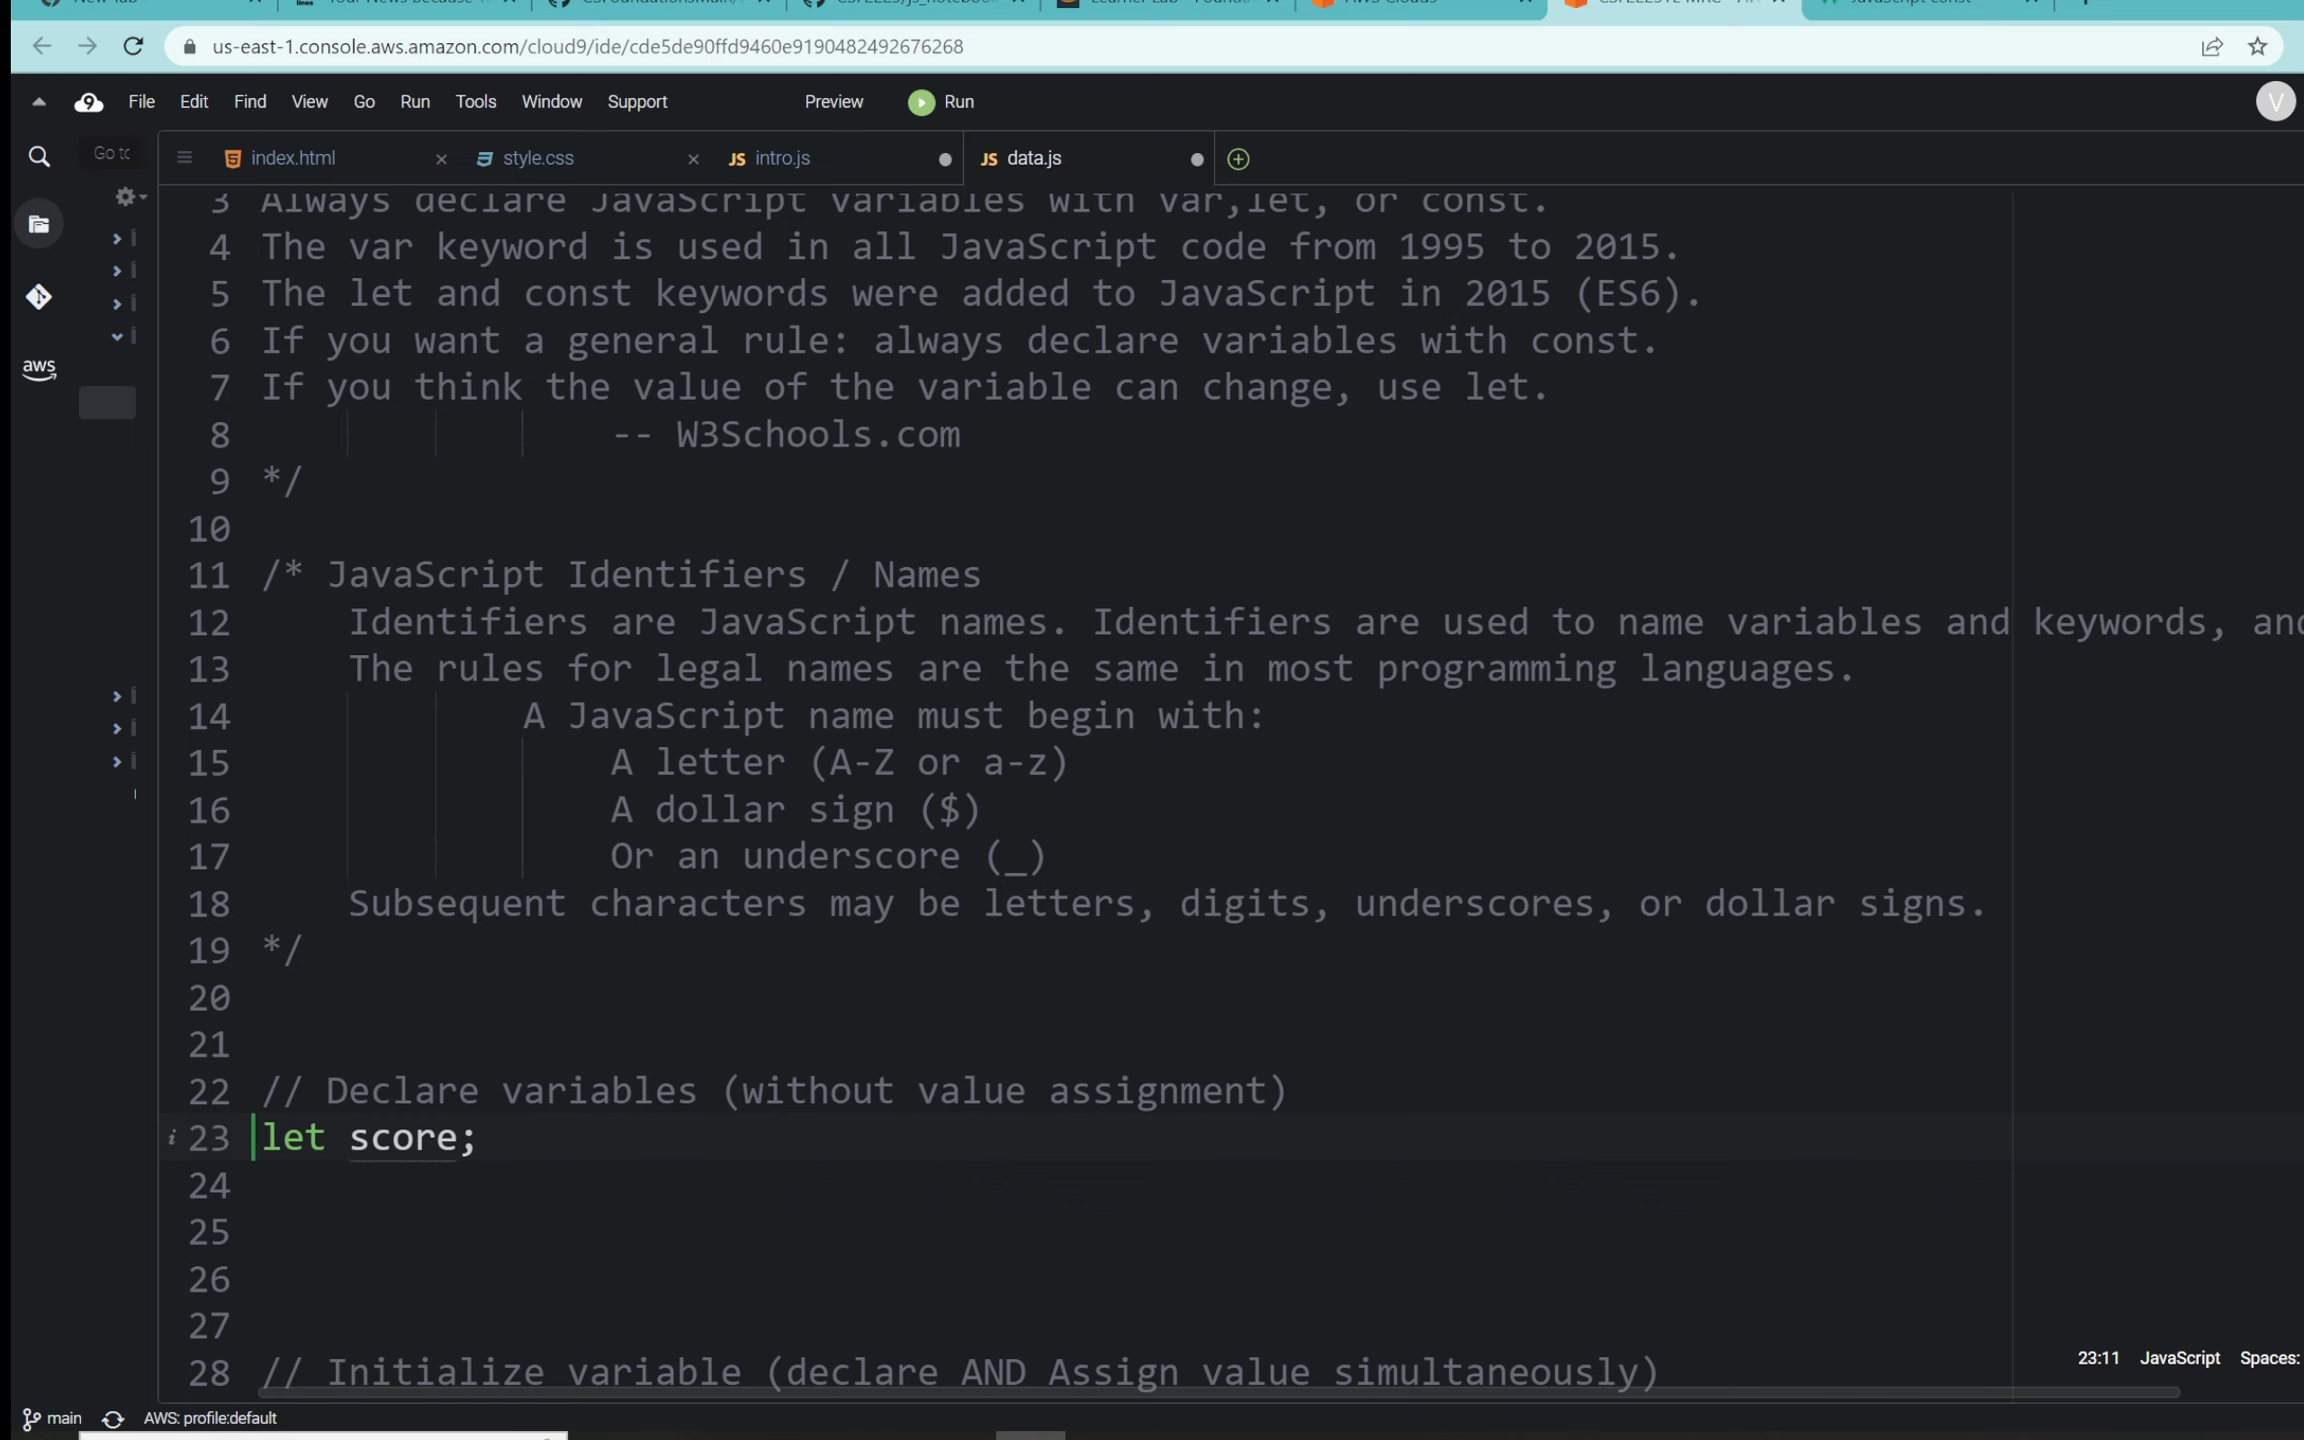 us-east-1.console.aws.amazon.com/cloud9/ide/cde5de90ffd9460e9190482492676268
9 File Edit Find View Go Run Tools Window Support Preview Run V
Go to
index.html style.css JS intro.js JS data.js
aws
3 Always declare JavaScript variables with var,let, or const.
4 The var keyword is used in all JavaScript code from 1995 to 2015.
5 The let and const keywords were added to JavaScript in 2015 (ES6).
6 If you want a general rule: always declare variables with const.
7 If you think the value of the variable can change, use let.
8 -- W3Schools.com
9 */
10
11 /* JavaScript Identifiers / Names
12 Identifiers are JavaScript names. Identifiers are used to name variables and keywords, and
13 The rules for legal names are the same in most programming languages.
14 A JavaScript name must begin with:
15 A letter (A-Z or a-z)
16 A dollar sign ($)
17 Or an underscore (_)
18 Subsequent characters may be letters, digits, underscores, or dollar signs.
19 */
20
21
22 // Declare variables (without value assignment)
i 23 let score;
24
25
26
27
28 // Initialize variable (declare AND Assign value simultaneously)
23:11 JavaScript Spaces:
main AWS: profile:default